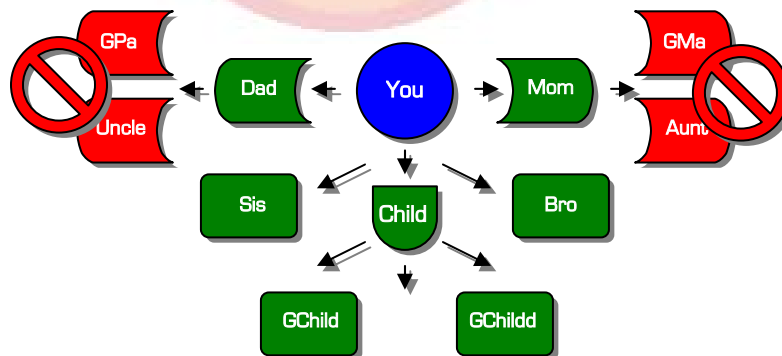 GPa
GMa
Dad
You
Mom
Uncle
Aunt
Sis
Child
Bro
GChild
GChildd